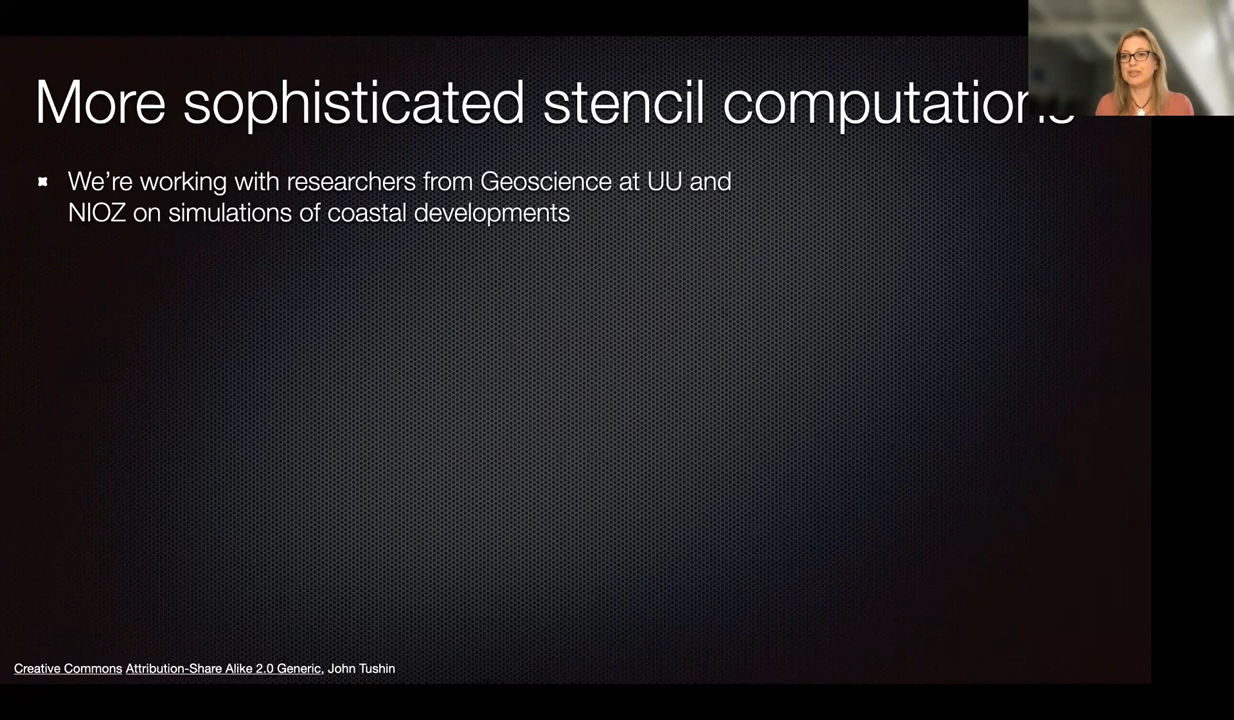 More sophisticated stencil computations
We're working with researchers from Geoscience at UU and
NIOZ on simulations of coastal developments
Creative Commons Attribution-Share Alike 2.0 Generic, John Tushin